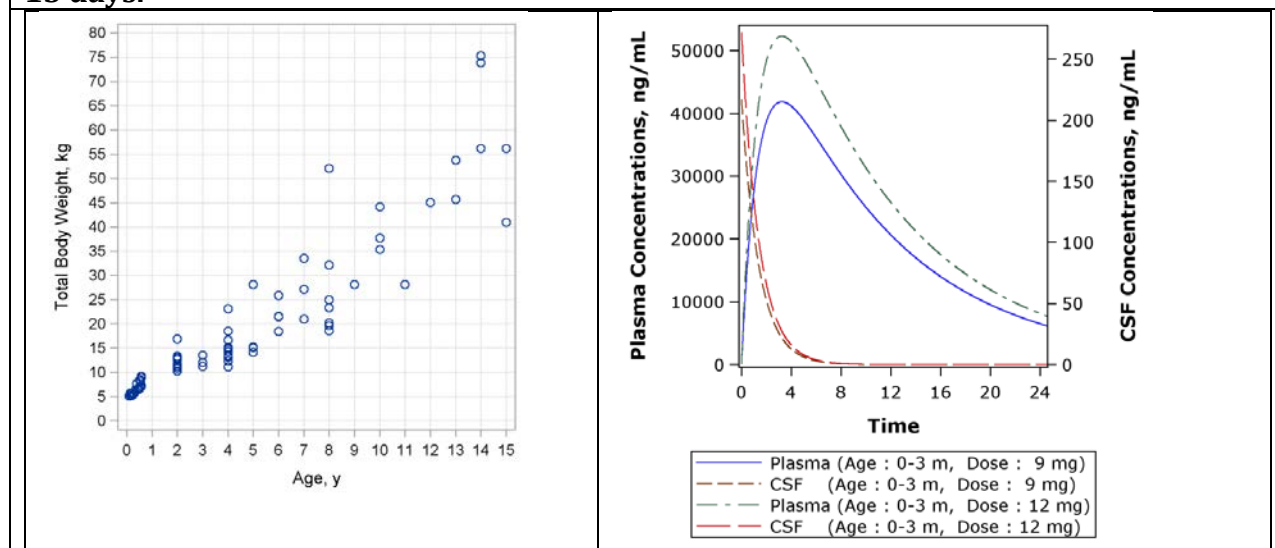 15 days.
80
75
70
65
60
55
50
45
40
35
30
25
20
15
10
5
0
Total Body Weight, kg
0 1 2 3 4 5 6 7 8 9 10 11 12 13 14 15
Age, y
Plasma Concentrations, ng/mL
50000
40000
30000
20000
10000
0
250
200
150
100
50
0
CSF Concentrations, ng/mL
0 4 8 12 16 20 24
Time
Plasma (Age : 0-3 m, Dose : 9 mg)
CSF (Age : 0-3 m, Dose : 9 mg)
Plasma (Age : 0-3 m, Dose : 12 mg)
CSF (Age : 0-3 m, Dose : 12 mg)